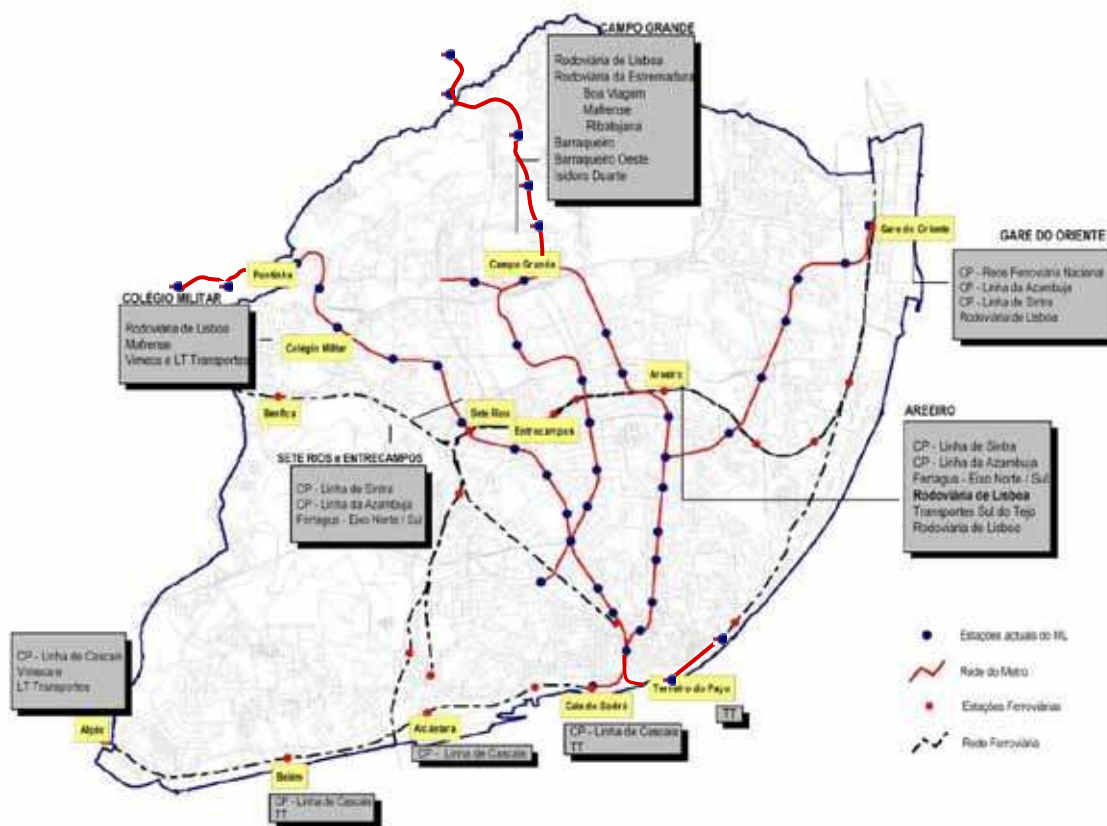 CAMPO GRANDE
Rodoviária de Lisboa
Rodoviária da Estremadura
Boa Viagem
Mafrense
Ribatejana
Barraqueiro
Barraqueiro Oeste
Isidoro Duarte
Gare do Oriente
GARE DO ORIENTE
CP - Rede Ferroviária Nacional
CP - Linha da Azambuja
CP - Linha de Sintra
Rodoviária de Lisboa
Campo Grande
Pontinha
COLÉGIO MILITAR
Rodoviária de Lisboa
Mafrense
Vimeca e LT Transportes
Colégio Militar
Areeiro
Benfica
Sete Rios
Entrecampos
AREEIRO
CP - Linha de Sintra
CP - Linha da Azambuja
Fertagus - Eixo Norte / Sul
Rodoviária de Lisboa
Transportes Sul do Tejo
Rodoviária de Lisboa
SETE RIOS e ENTRECAMPOS
CP - Linha de Sintra
CP - Linha da Azambuja
Fertagus - Eixo Norte / Sul
CP - Linha de Cascais
Vimeca e
LT Transportes
Algés
Belém
CP - Linha de Cascais
TT
Alcântara
CP - Linha de Cascais
Cais do Sodré
CP - Linha de Cascais
TT
Terreiro do Paço
TT
Estações actuais do ML
Rede do Metro
Estações Ferroviárias
Rede Ferroviária